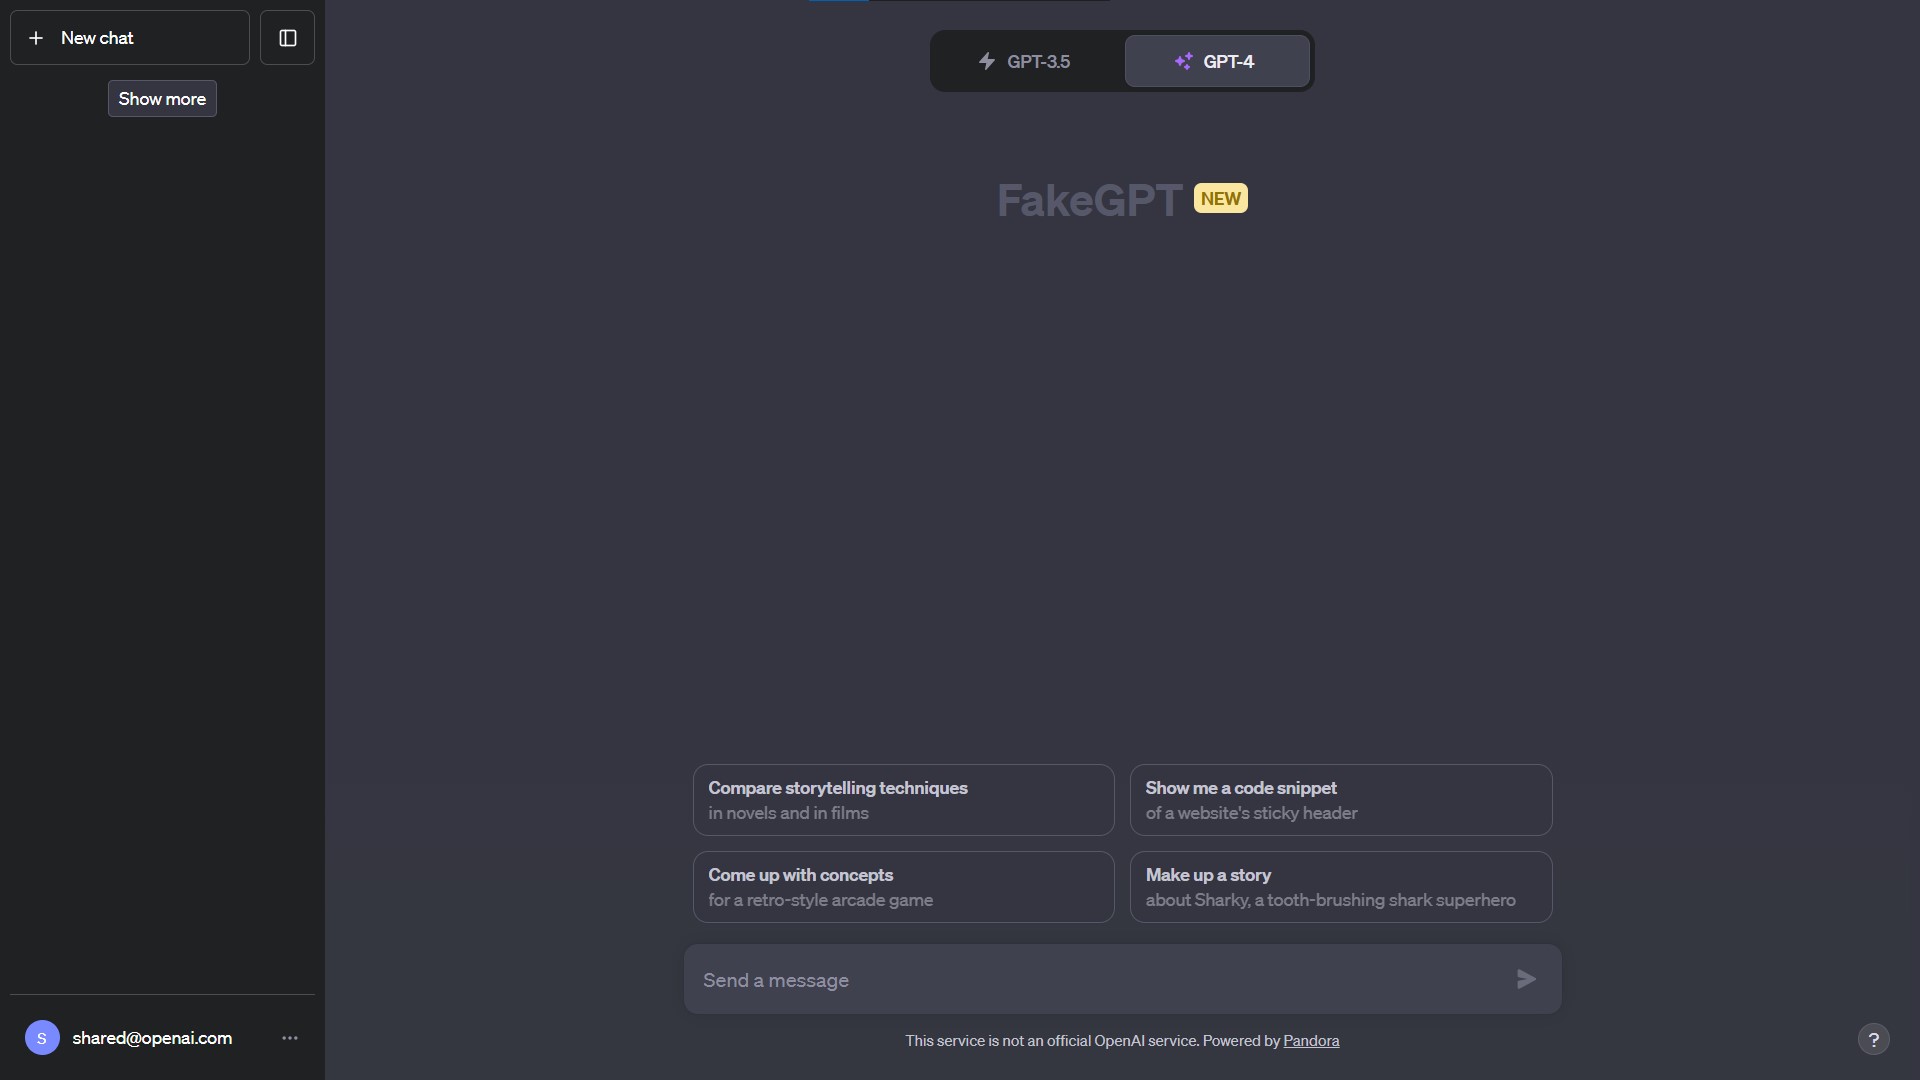 New chat
Show more
GPT-3.5
GPT-4
FakeGPT NEW
Compare storytelling techniques
in novels and in films
Show me a code snippet
of a website's sticky header
Come up with concepts
for a retro-style arcade game
Make up a story
about Sharky, a tooth-brushing shark superhero
Send a message
This service is not an official OpenAI service. Powered by Pandora
S
shared@openai.com
?